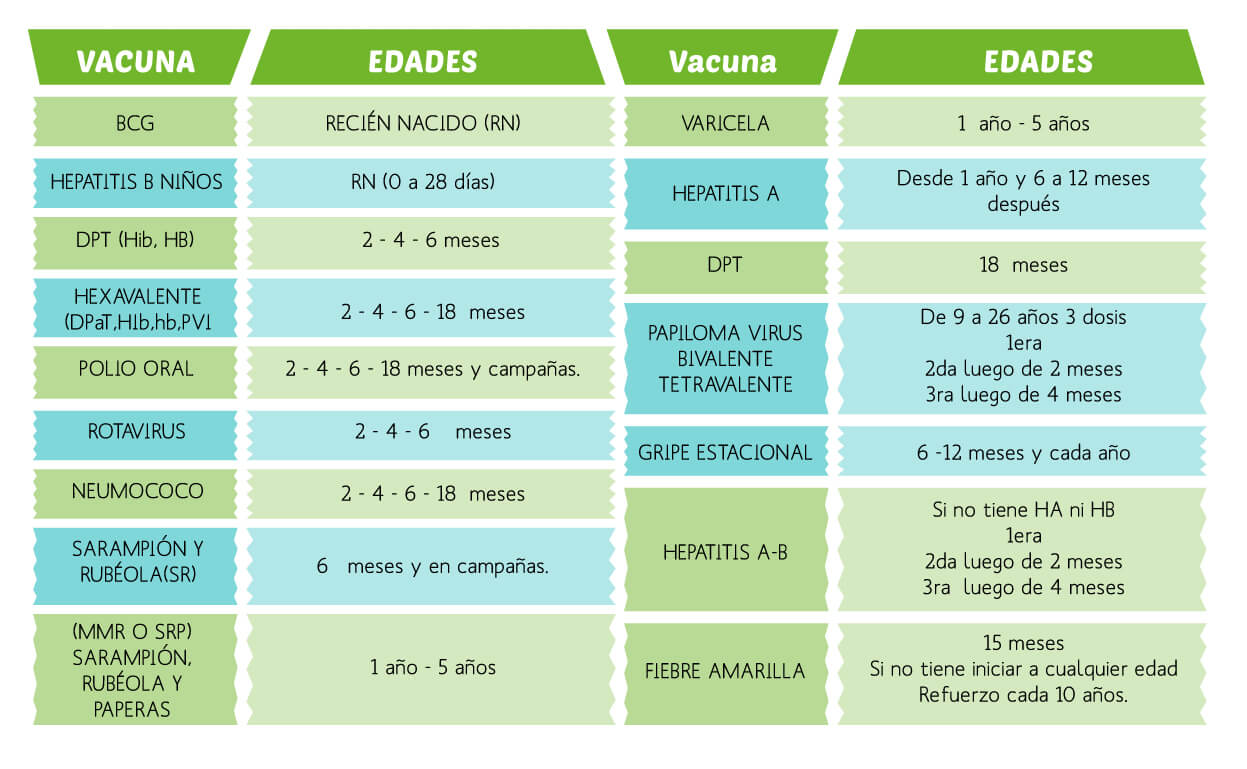 VACUNA
EDADES
BCG
RECIÉN NACIDO (RN)
HEPATITIS B NIÑOS
RN (0 a 28 días)
DPT (Hib, HB)
2 - 4 - 6 meses
HEXAVALENTE
(DPaT,HIb,hb,PVI
2 - 4 - 6 - 18 meses
POLIO ORAL
2 - 4 - 6 - 18 meses y campañas.
ROTAVIRUS
2 - 4 - 6 meses
NEUMOCOCO
2 - 4 - 6 - 18 meses
SARAMPIÓN Y
RUBÉOLA(SR)
6 meses y en campañas.
(MMR O SRP)
SARAMPIÓN,
RUBÉOLA Y
PAPERAS
1 año - 5 años
Vacuna
EDADES
VARICELA
1 año - 5 años
HEPATITIS A
Desde 1 año y 6 a 12 meses
después
DPT
18 meses
PAPILOMA VIRUS
BIVALENTE
TETRAVALENTE
De 9 a 26 años 3 dosis
1era
2da luego de 2 meses
3ra luego de 4 meses
GRIPE ESTACIONAL
6 -12 meses y cada año
HEPATITIS A-B
Si no tiene HA ni HB
1era
2da luego de 2 meses
3ra luego de 4 meses
FIEBRE AMARILLA
15 meses
Si no tiene iniciar a cualquier edad
Refuerzo cada 10 años.